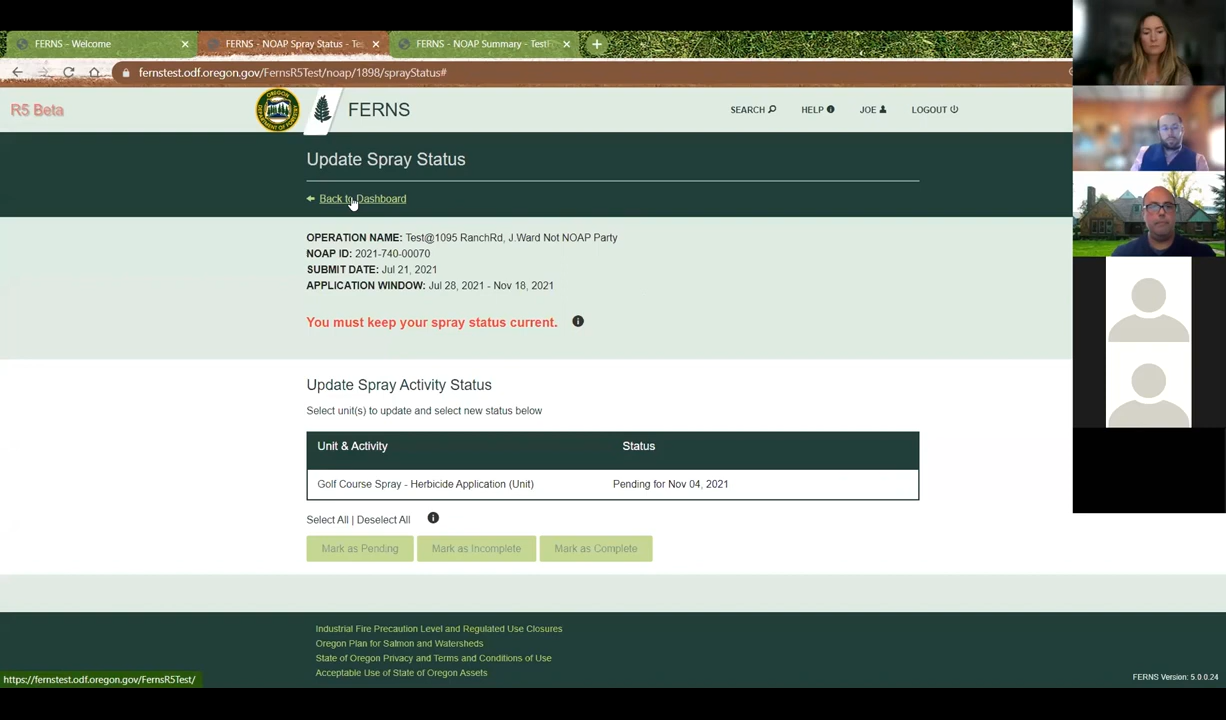 FERNS - Welcome
FERNS - NOAP Spray Status - Te
FERNS - NOAP Summary - TestF
fernstest.odf.oregon.gov/FernsR5Test/noap/1898/sprayStatus#
R5 Beta
FERNS
SEARCH
HELP
JOE
LOGOUT
Update Spray Status
Back to Dashboard
OPERATION NAME: Test@1095 RanchRd, J.Ward Not NOAP Party
NOAP ID: 2021-740-00070
SUBMIT DATE: Jul 21, 2021
APPLICATION WINDOW: Jul 28, 2021 - Nov 18, 2021
You must keep your spray status current.
Update Spray Activity Status
Select unit(s) to update and select new status below
Unit & Activity Status
Golf Course Spray - Herbicide Application (Unit) Pending for Nov 04, 2021
Select All | Deselect All
Mark as Pending Mark as Incomplete Mark as Complete
Industrial Fire Precaution Level and Regulated Use Closures
Oregon Plan for Salmon and Watersheds
State of Oregon Privacy and Terms and Conditions of Use
Acceptable Use of State of Oregon Assets
https://fernstest.odf.oregon.gov/FernsR5Test/
FERNS Version: 5.0.0.24